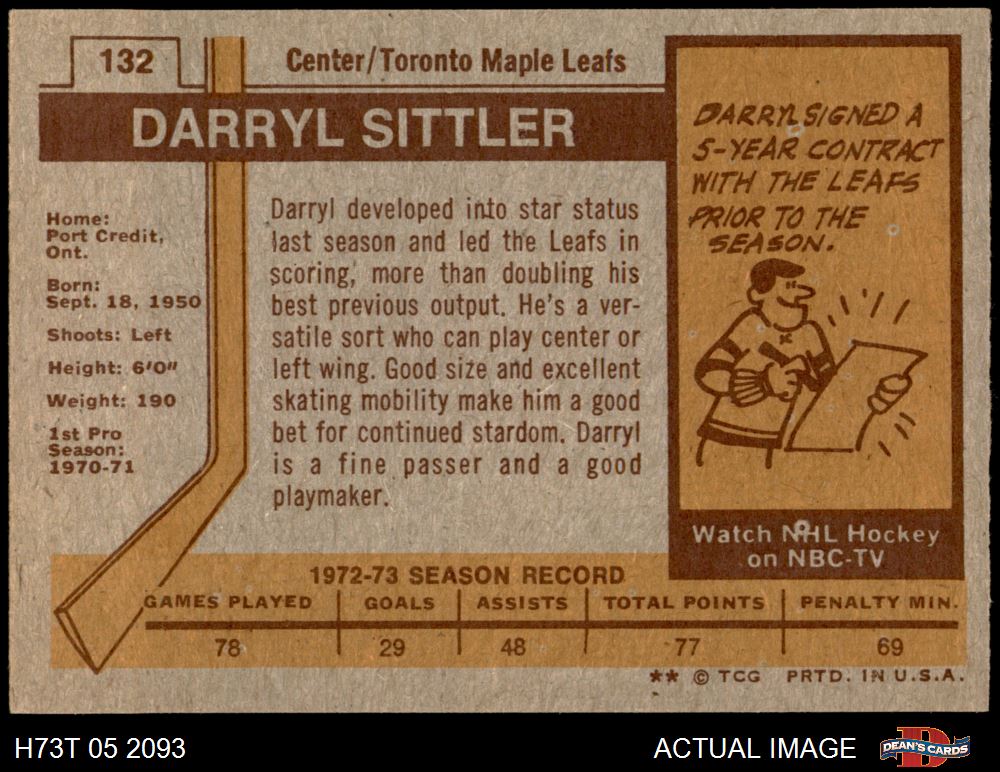 132
Center/Toronto Maple Leafs
DARRYL SITTLER
Home:
Port Credit,
Ont.
Born:
Sept. 18, 1950
Shoots: Left
Height: 6'0"
Weight: 190
1st Pro
Season:
1970-71
Darryl developed into star status
last season and led the Leafs in
scoring, more than doubling his
best previous output. He's a ver-
satile sort who can play center or
left wing. Good size and excellent
skating mobility make him a good
bet for continued stardom. Darryl
is a fine passer and a good
playmaker.
DARRYL SIGNED A
5-YEAR CONTRACT
WITH THE LEAFS
PRIOR TO THE
SEASON.
Watch NHL Hockey
on NBC-TV
1972-73 SEASON RECORD
GAMES PLAYED GOALS ASSISTS TOTAL POINTS PENALTY MIN.
78 29 48 77 69
** © TCG PRTD. IN U.S.A.
H73T 05 2093
ACTUAL IMAGE
DEAN'S CARDS